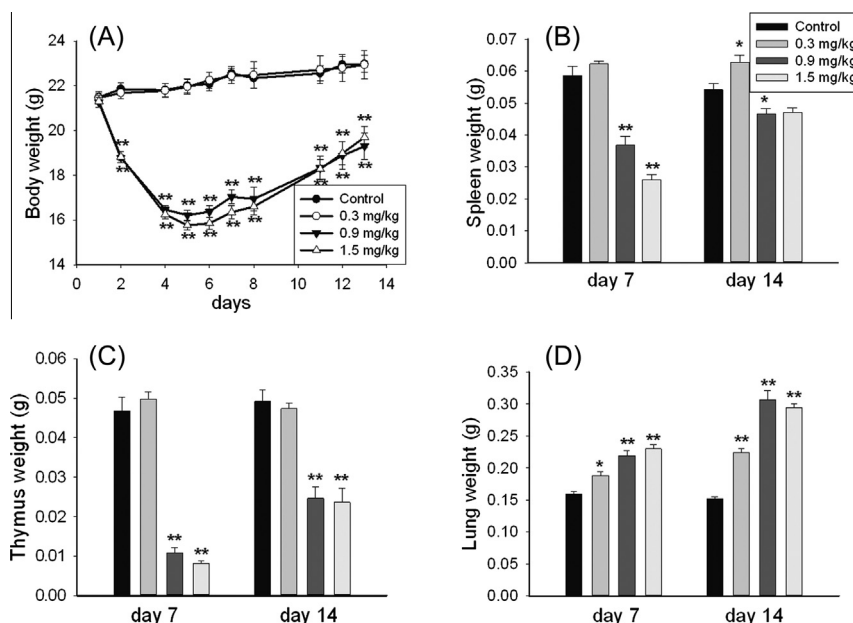 (A)
24
22
20
18
16
14
Body weight (g)
** ** ** ** ** ** ** ** **
** ** ** ** ** ** ** ** **
Control
0.3 mg/kg
0.9 mg/kg
1.5 mg/kg
0 2 4 6 8 10 12 14
days
(B)
Control
0.3 mg/kg
0.9 mg/kg
1.5 mg/kg
0.07
0.06
0.05
0.04
0.03
0.02
0.01
0.00
Spleen weight (g)
** ** * *
day 7 day 14
(C)
0.06
0.05
0.04
0.03
0.02
0.01
0.00
Thymus weight (g)
** ** ** **
day 7 day 14
(D)
0.35
0.30
0.25
0.20
0.15
0.10
0.05
0.00
Lung weight (g)
* ** ** ** ** **
day 7 day 14